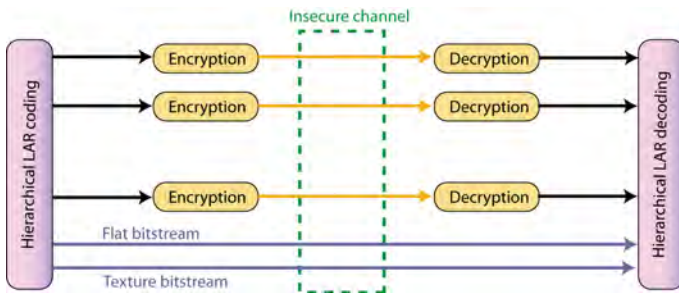 Insecure channel
Hierarchical LAR coding
Encryption
Decryption
Encryption
Decryption
Encryption
Decryption
Flat bitstream
Texture bitstream
Hierarchical LAR decoding